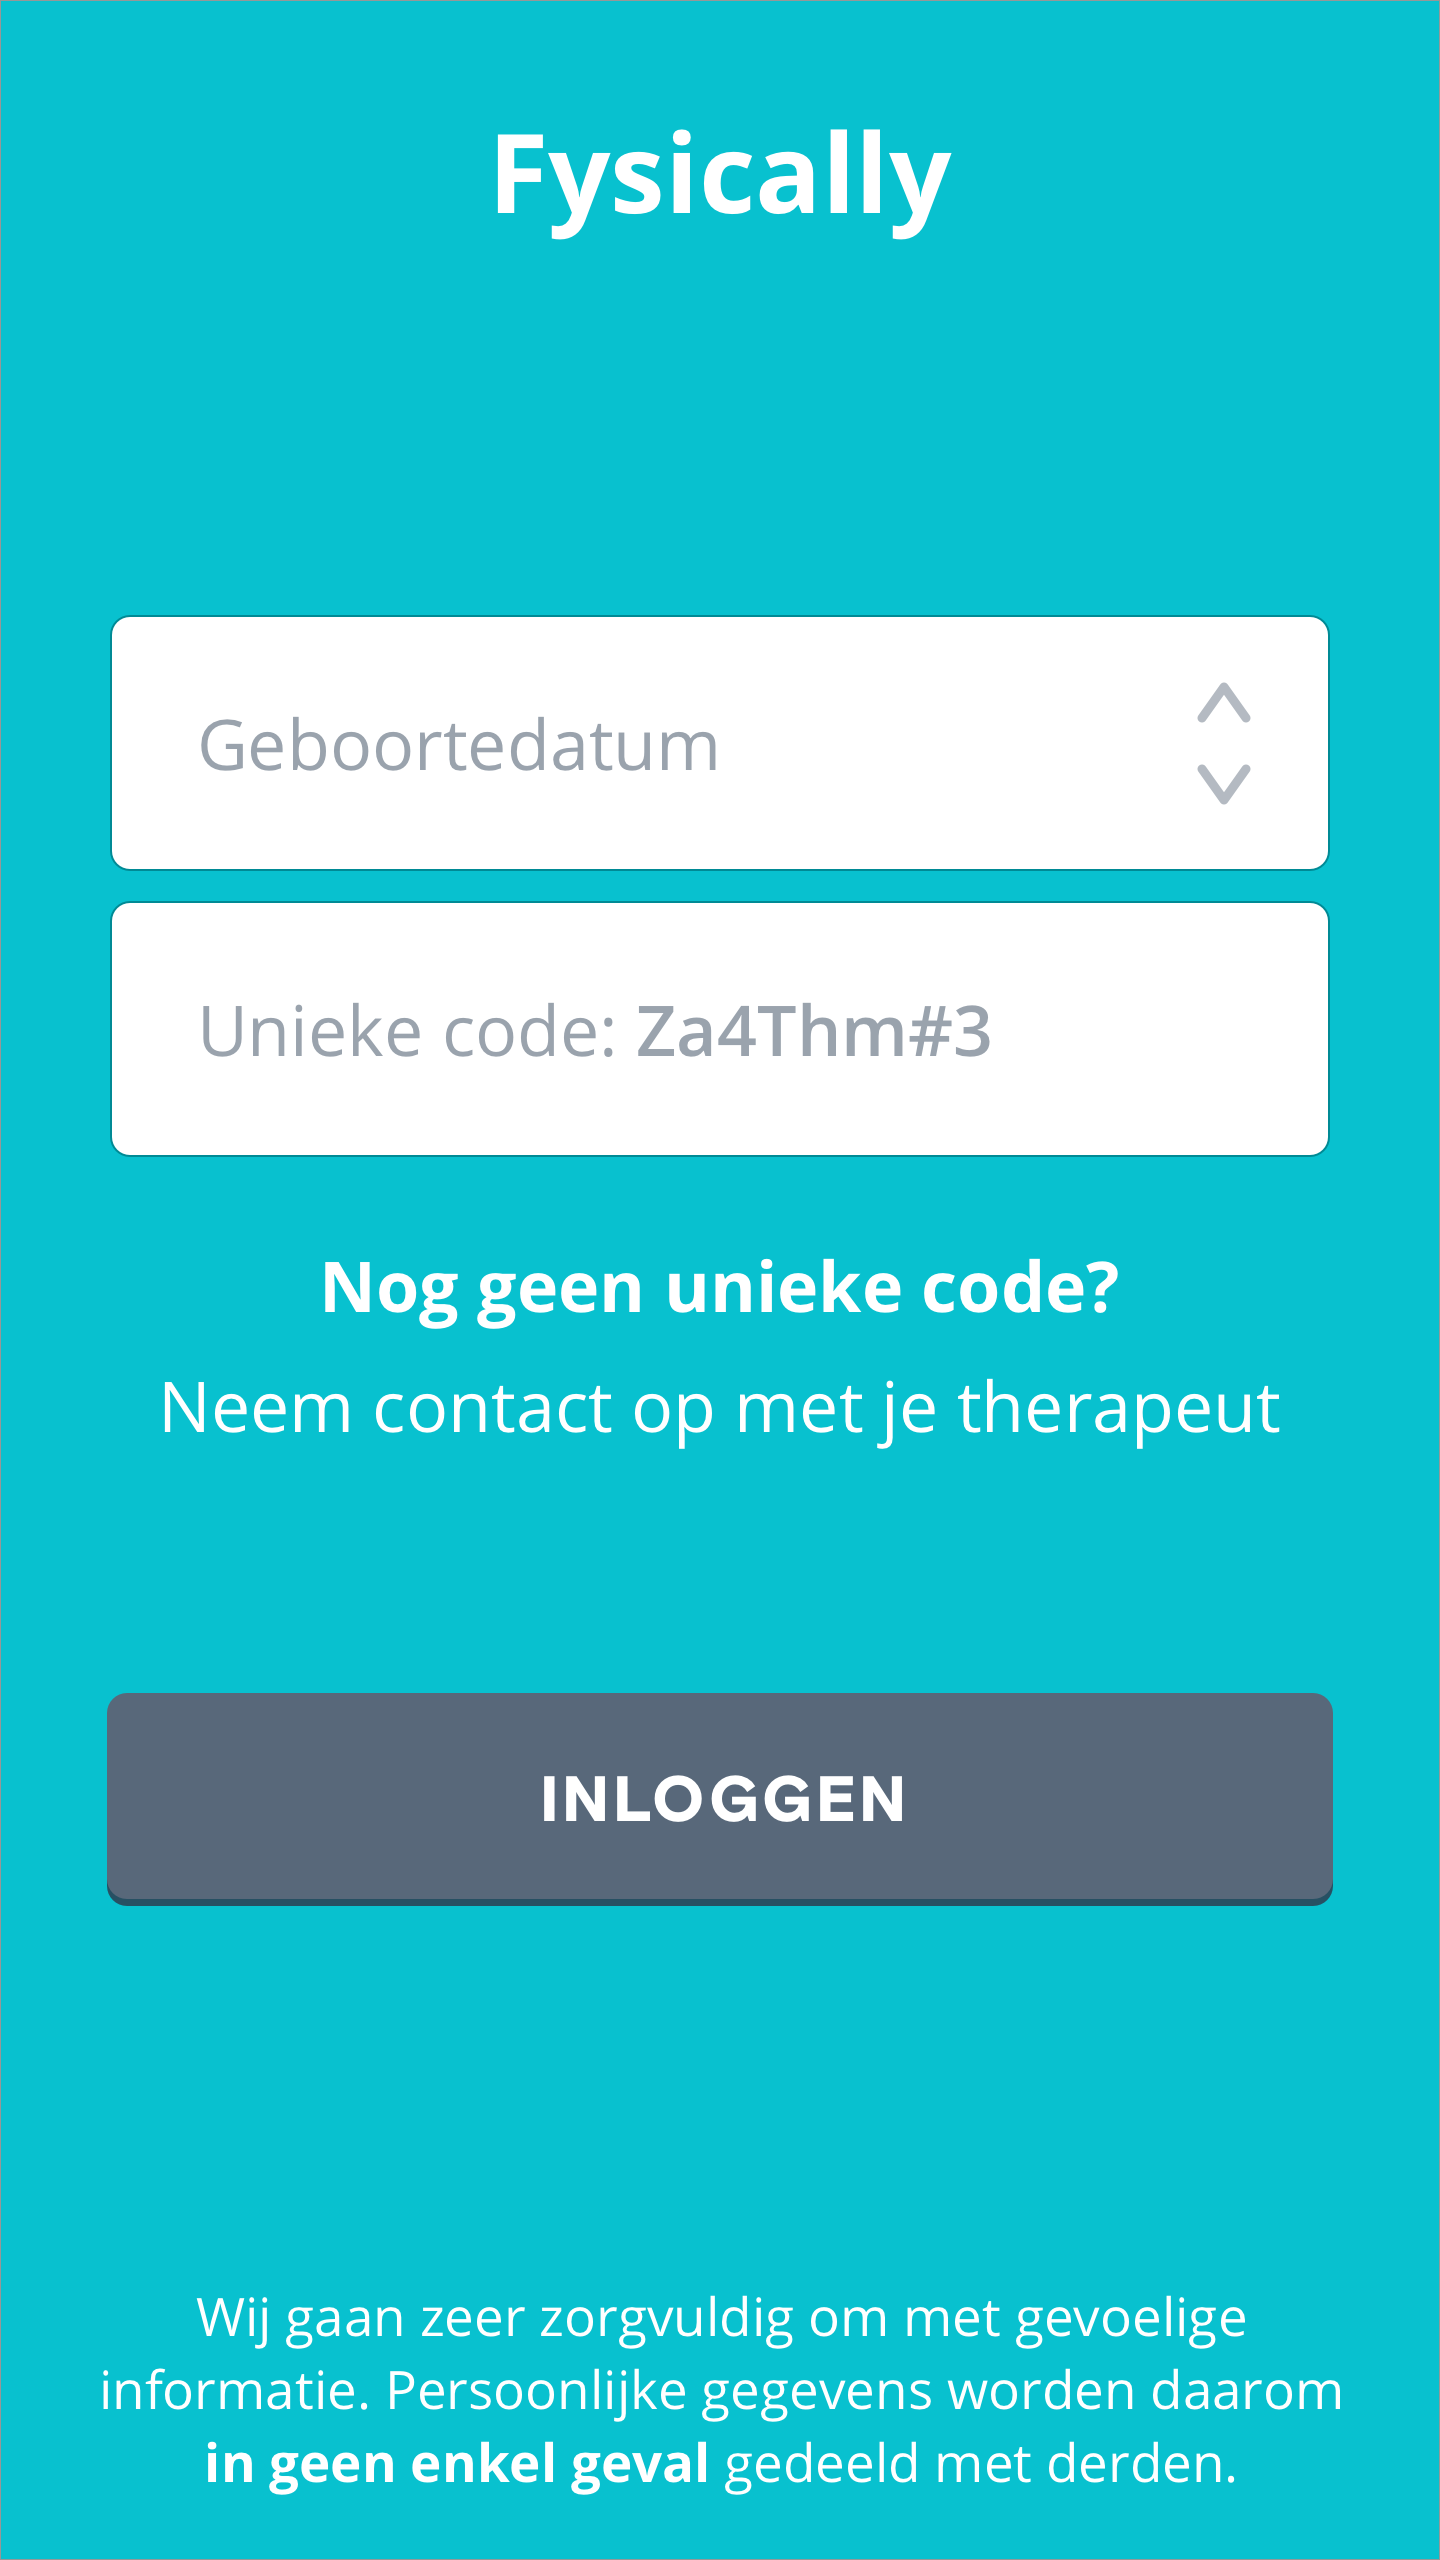 Fysically
Geboortedatum
Unieke code: Za4Thm#3
Nog geen unieke code?
Neem contact op met je therapeut
INLOGGEN
Wij gaan zeer zorgvuldig om met gevoelige
informatie. Persoonlijke gegevens worden daarom
in geen enkel geval gedeeld met derden.